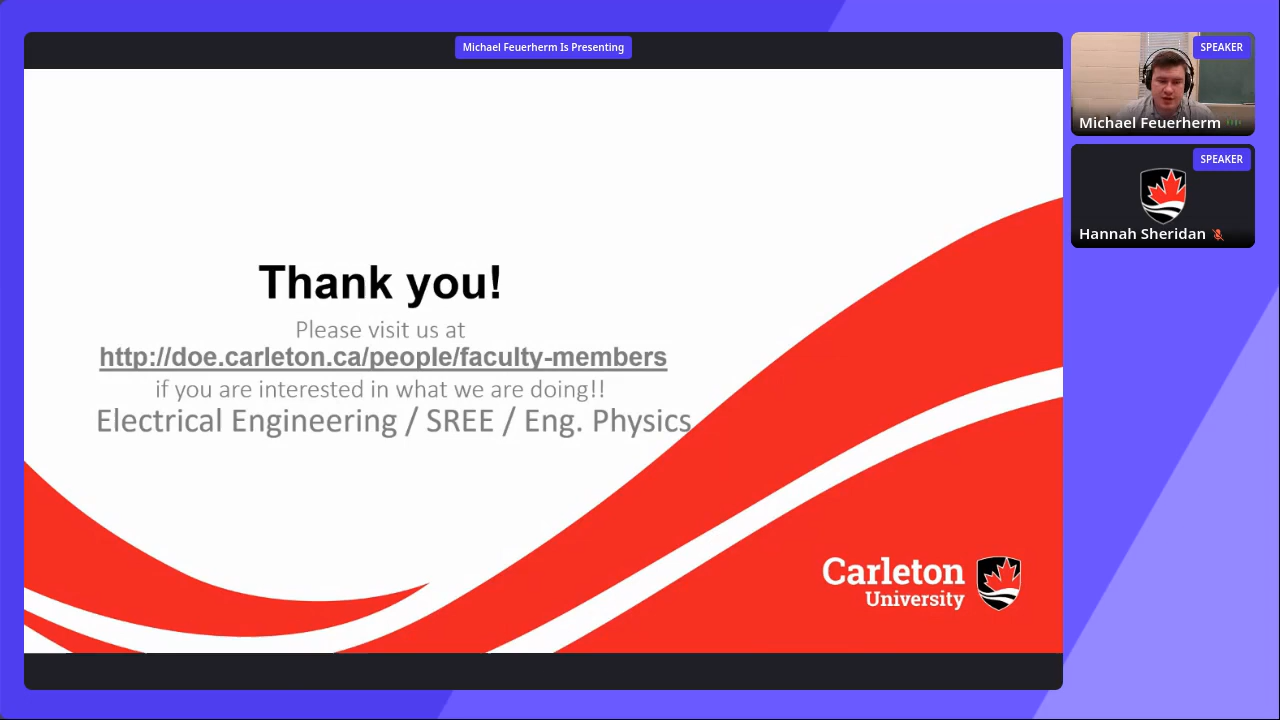 Michael Feuerherm Is Presenting
SPEAKER
Michael Feuerherm
SPEAKER
Hannah Sheridan
Thank you!
Please visit us at
http://doe.carleton.ca/people/faculty-members
if you are interested in what we are doing!!
Electrical Engineering / SREE / Eng. Physics
Carleton
University